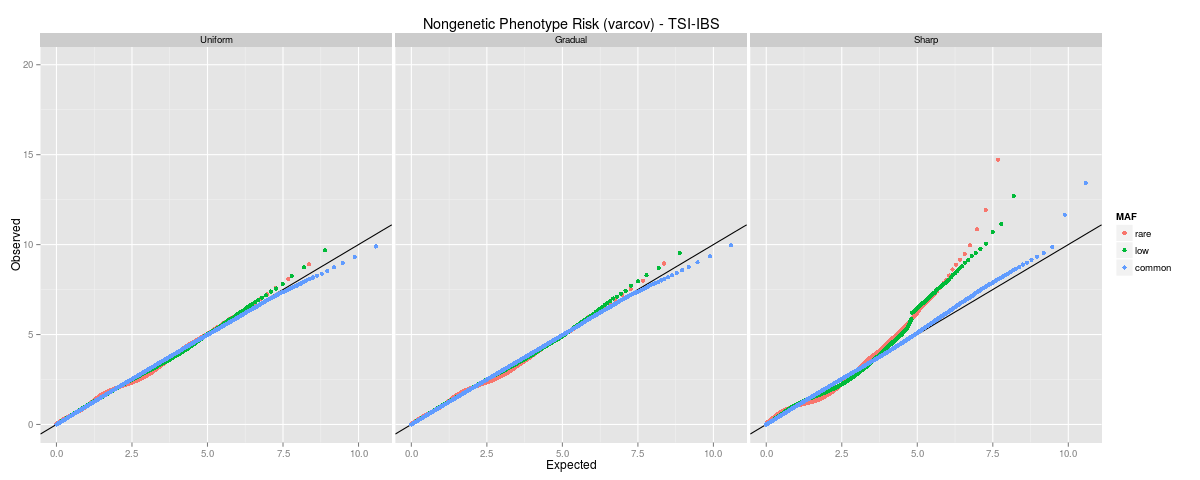 Nongenetic Phenotype Risk (varcov) - TSI-IBS
Uniform Gradual Sharp
20
15
10
5
0
Observed
0.0 2.5 5.0 7.5 10.0 0.0 2.5 5.0 7.5 10.0 0.0 2.5 5.0 7.5 10.0
Expected
MAF
rare
low
common